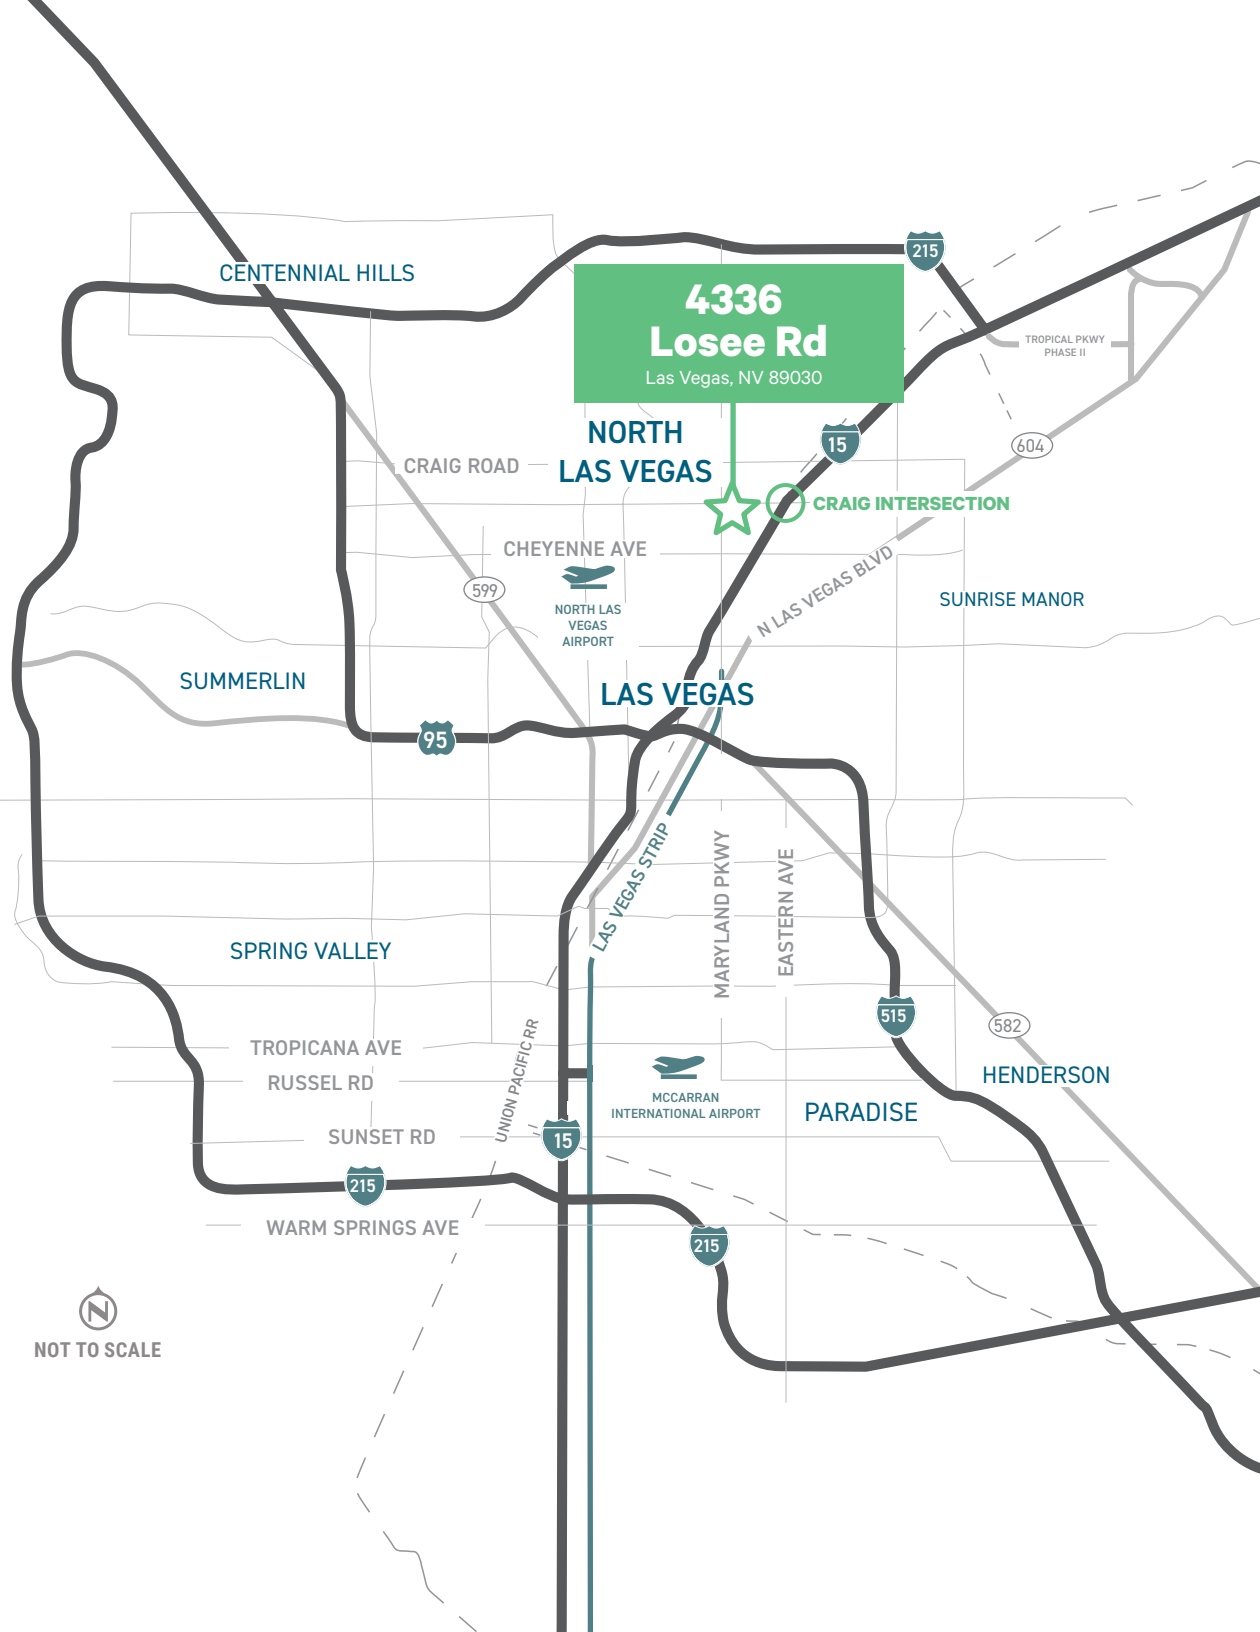 215
CENTENNIAL HILLS
4336
Losee Rd
Las Vegas, NV 89030
TROPICAL PKWY
PHASE II
NORTH
LAS VEGAS
15
604
CRAIG ROAD
CRAIG INTERSECTION
CHEYENNE AVE
N LAS VEGAS BLVD
599
NORTH LAS
VEGAS
AIRPORT
SUNRISE MANOR
SUMMERLIN
LAS VEGAS
95
LAS VEGAS STRIP
MARYLAND PKWY
EASTERN AVE
SPRING VALLEY
515
582
UNION PACIFIC RR
TROPICANA AVE
RUSSEL RD
HENDERSON
MCCARRAN
INTERNATIONAL AIRPORT
PARADISE
SUNSET RD
15
215
WARM SPRINGS AVE
215
N
NOT TO SCALE